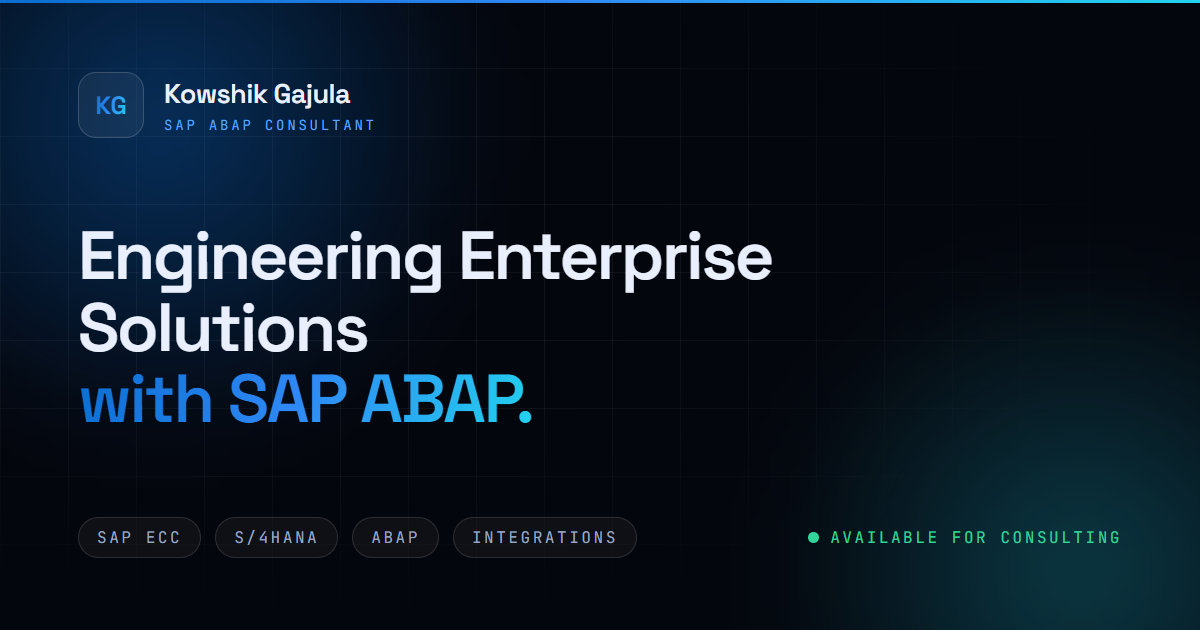 KG
Kowshik Gajula
SAP ABAP CONSULTANT
Engineering Enterprise
Solutions
with SAP ABAP.
SAP ECC
S/4HANA
ABAP
INTEGRATIONS
AVAILABLE FOR CONSULTING